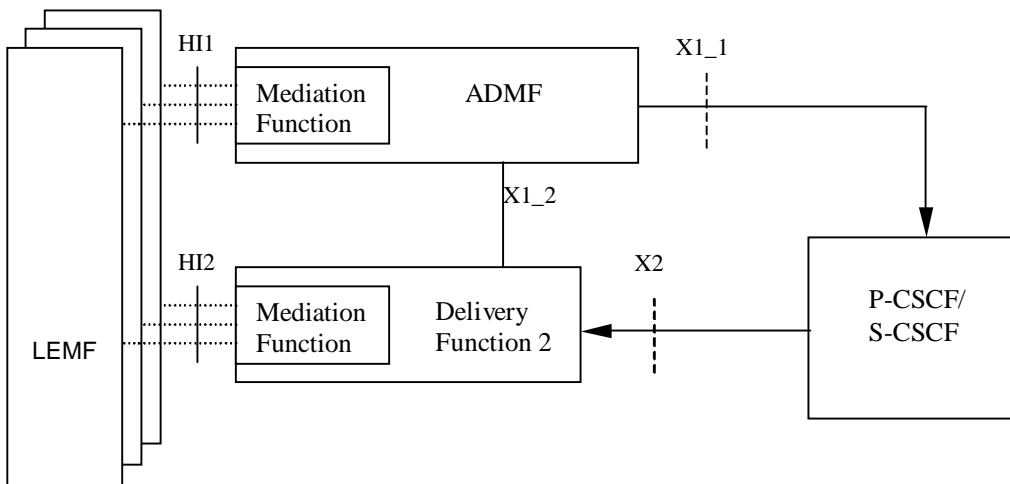 HI1
X1_1
Mediation
Function
ADMF
X1_2
HI2
X2
Mediation
Function
Delivery
Function 2
P-CSCF/
S-CSCF
LEMF